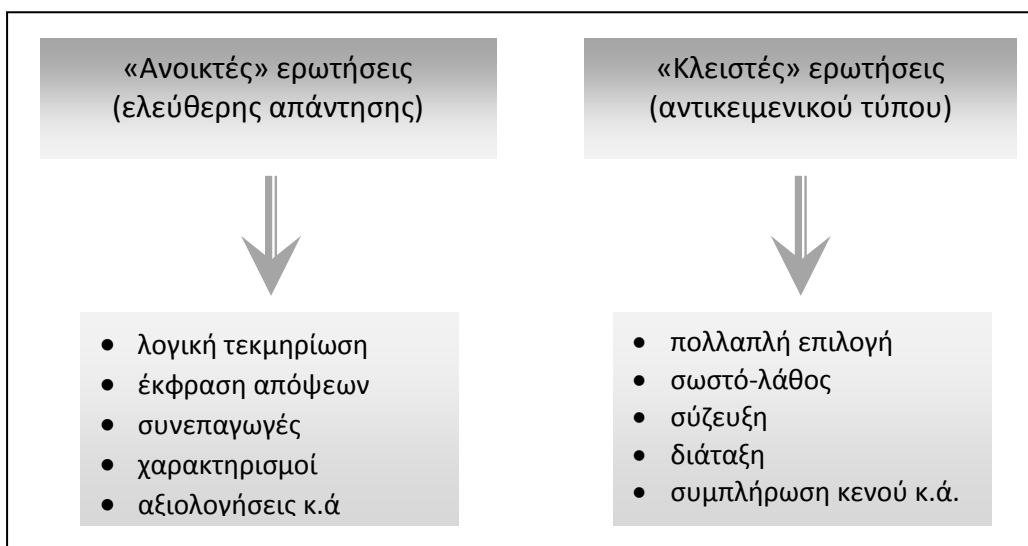 «Ανοικτές» ερωτήσεις
(ελεύθερης απάντησης)
• λογική τεκμηρίωση
• έκφραση απόψεων
• συνεπαγωγές
• χαρακτηρισμοί
• αξιολογήσεις κ.ά
«Κλειστές» ερωτήσεις
(αντικειμενικού τύπου)
• πολλαπλή επιλογή
• σωστό-λάθος
• σύζευξη
• διάταξη
• συμπλήρωση κενού κ.ά.